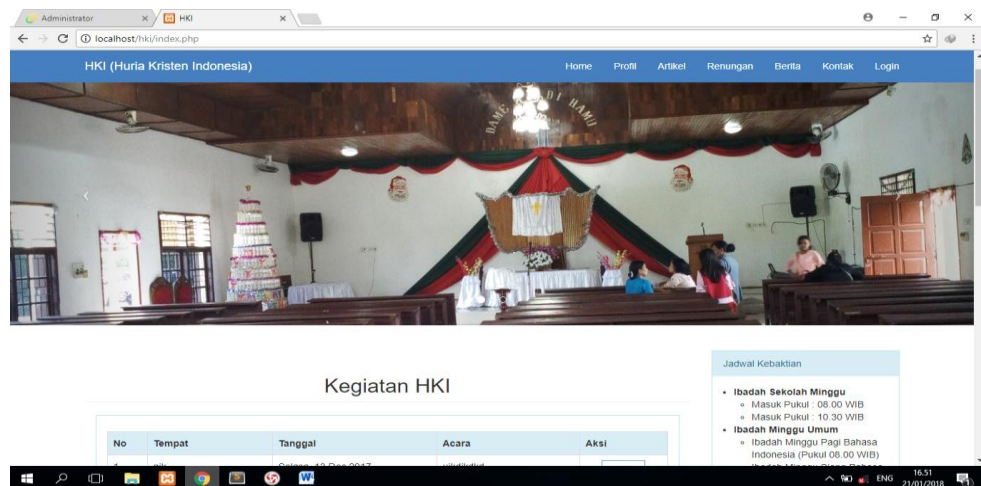 Administrator
HKI
localhost/hki/index.php
HKI (Huria Kristen Indonesia) Home Profil Artikel Renungan Berita Kontak Login
BAME DI HAMU
Kegiatan HKI
No Tempat Tanggal Acara Aksi
Jadwal Kebaktian
Ibadah Sekolah Minggu
Masuk Pukul : 08.00 WIB
Masuk Pukul : 10.30 WIB
Ibadah Minggu Umum
Ibadah Minggu Pagi Bahasa
Indonesia (Pukul 08.00 WIB)
ENG
16.51
21/01/2018